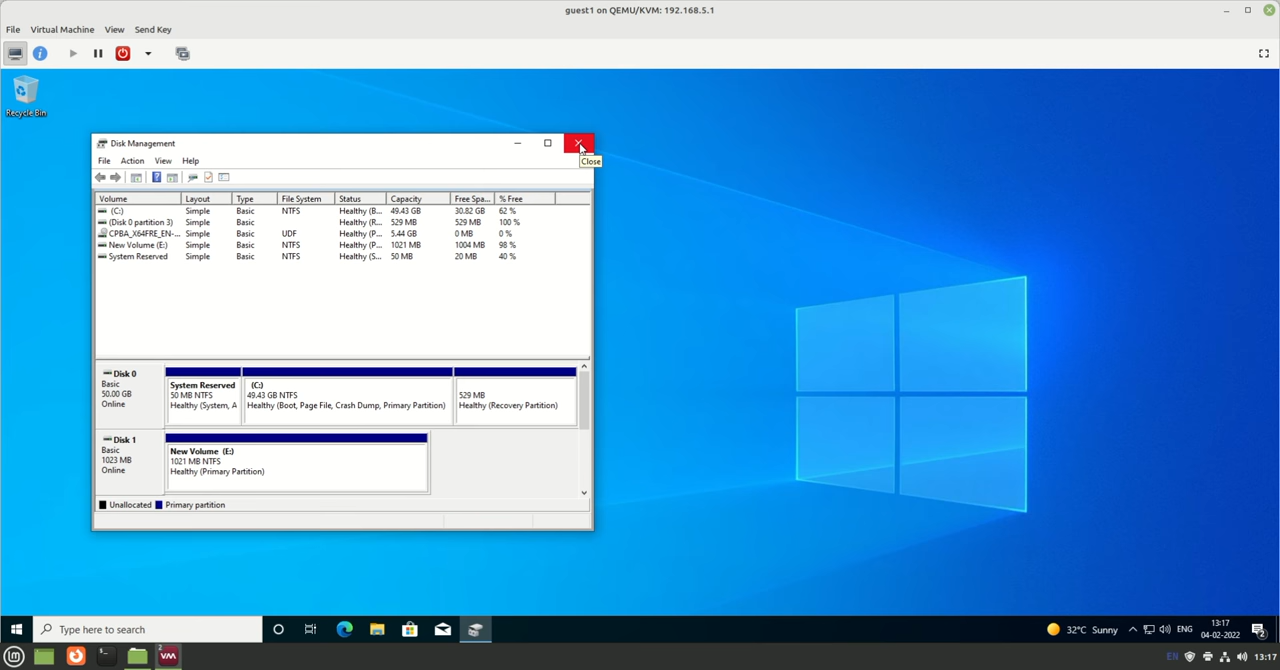 guest1 on QEMU/KVM: 192.168.5.1
File Virtual Machine View Send Key
Recycle Bin
Disk Management
Close
File Action View Help
Volume Layout Type File System Status Capacity Free Spa... % Free
(C:) Simple Basic NTFS Healthy (B... 49.43 GB 30.82 GB 62 %
(Disk 0 partition 3) Simple Basic Healthy (R... 529 MB 529 MB 100 %
CPBA_X64FRE_EN-... Simple Basic UDF Healthy (P... 5.44 GB 0 MB 0 %
New Volume (E:) Simple Basic NTFS Healthy (P... 1021 MB 1004 MB 98 %
System Reserved Simple Basic NTFS Healthy (S... 50 MB 20 MB 40 %
Disk 0
Basic
50.00 GB
Online
System Reserved
50 MB NTFS
Healthy (System, A
(C:)
49.43 GB NTFS
Healthy (Boot, Page File, Crash Dump, Primary Partition)
529 MB
Healthy (Recovery Partition)
Disk 1
Basic
1023 MB
Online
New Volume (E:)
1021 MB NTFS
Healthy (Primary Partition)
Unallocated Primary partition
Type here to search
32°C Sunny ENG 13:17
04-02-2022
2
2
EN 13:17